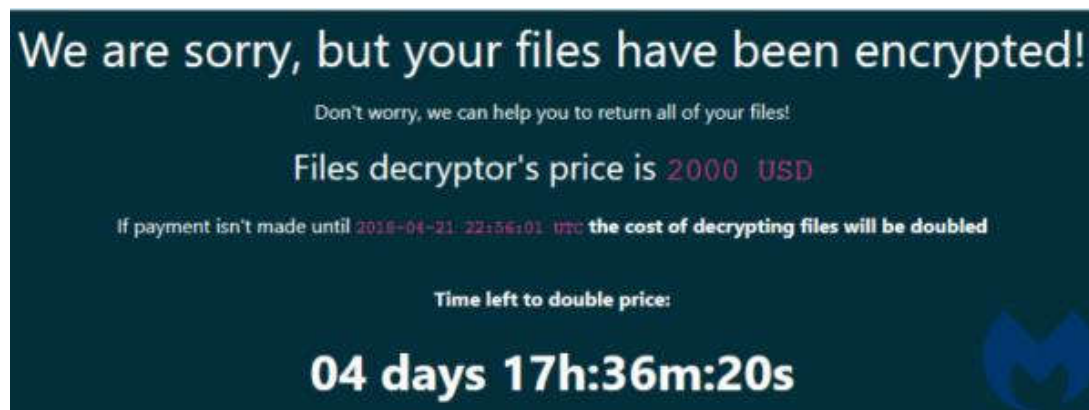 We are sorry, but your files have been encrypted!
Don't worry, we can help you to return all of your files!
Files decryptor's price is 2000 USD
If payment isn't made until 2018-04-21 22:56:01 UTC the cost of decrypting files will be doubled
Time left to double price:
04 days 17h:36m:20s